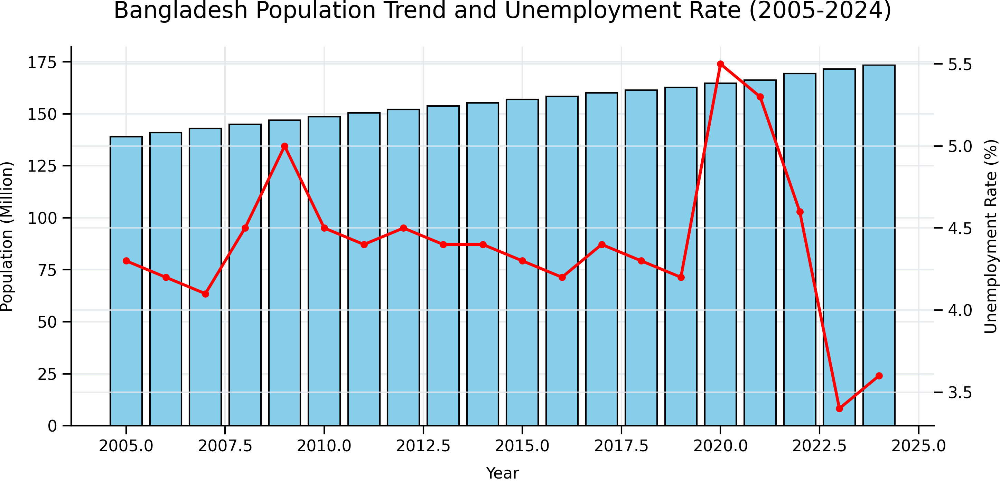 Bangladesh Population Trend and Unemployment Rate (2005-2024)
Population (Million)
175
150
125
100
75
50
25
0
5.5
5.0
4.5
4.0
3.5
Unemployment Rate (%)
2005.0 2007.5 2010.0 2012.5 2015.0 2017.5 2020.0 2022.5 2025.0
Year